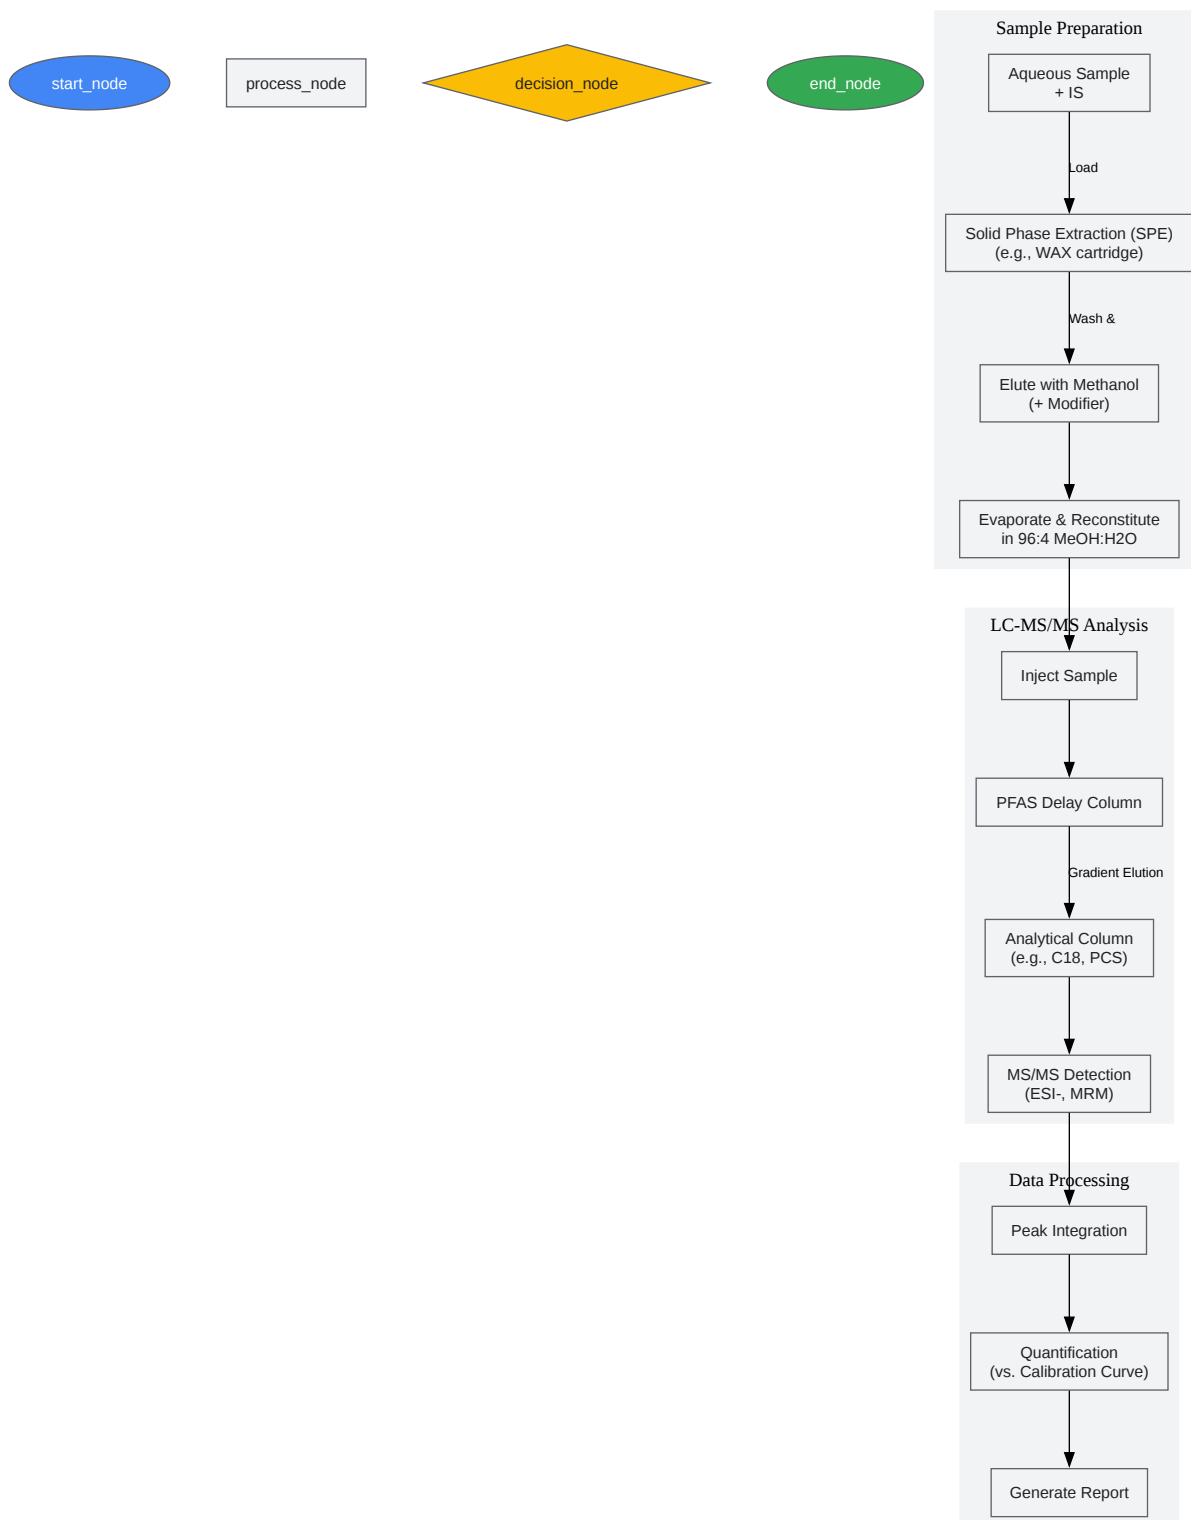 Sample Preparation
start_node
process_node
decision_node
end_node
Aqueous Sample
+ IS
Load
Solid Phase Extraction (SPE)
(e.g., WAX cartridge)
Wash &
Elute with Methanol
(+ Modifier)
Evaporate & Reconstitute
in 96:4 MeOH:H2O
LC-MS/MS Analysis
Inject Sample
PFAS Delay Column
Gradient Elution
Analytical Column
(e.g., C18, PCS)
MS/MS Detection
(ESI-, MRM)
Data Processing
Peak Integration
Quantification
(vs. Calibration Curve)
Generate Report